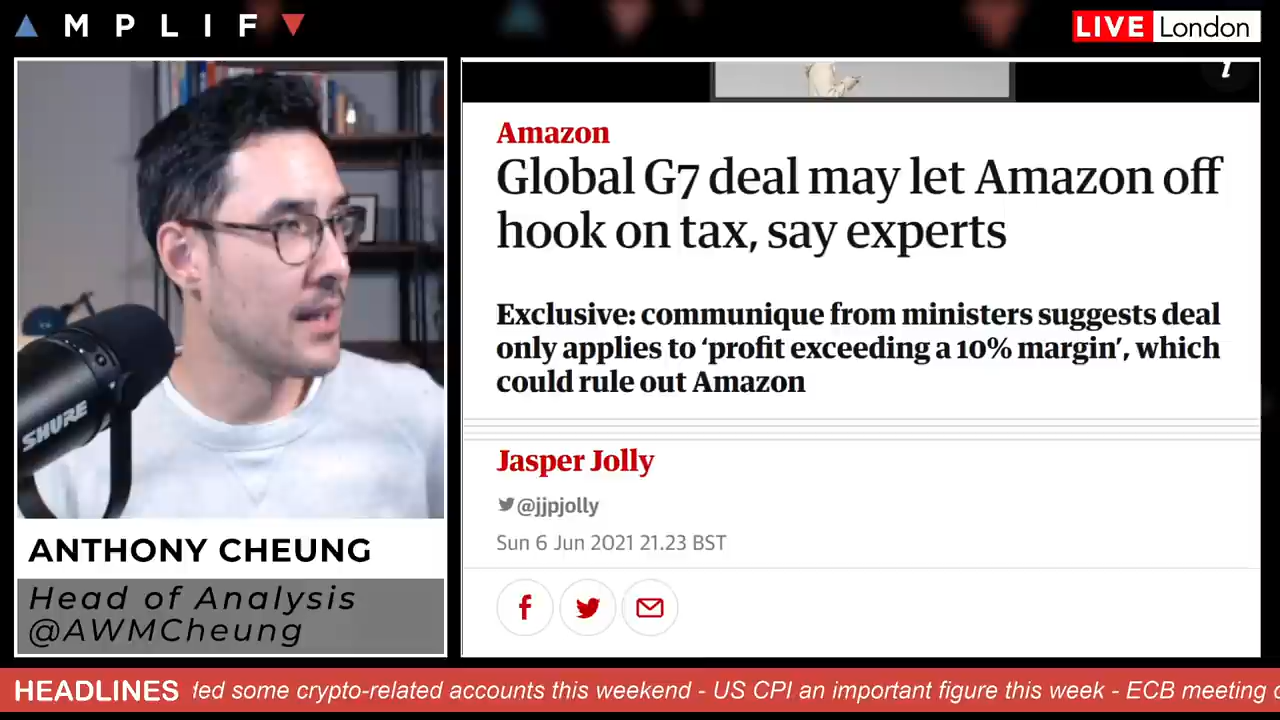 AMPLIFY
LIVE London
Amazon
Global G7 deal may let Amazon off
hook on tax, say experts
Exclusive: communique from ministers suggests deal
only applies to ‘profit exceeding a 10% margin’, which
could rule out Amazon
Jasper Jolly
@jjpjolly
Sun 6 Jun 2021 21.23 BST
SHURE
ANTHONY CHEUNG
Head of Analysis
@AWMCheung
HEADLINES some crypto-related accounts this weekend - US CPI an important figure this week - ECB meeting